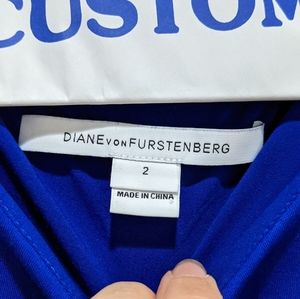 CUSTOM
DIANE VON FURSTENBERG
2
MADE IN CHINA